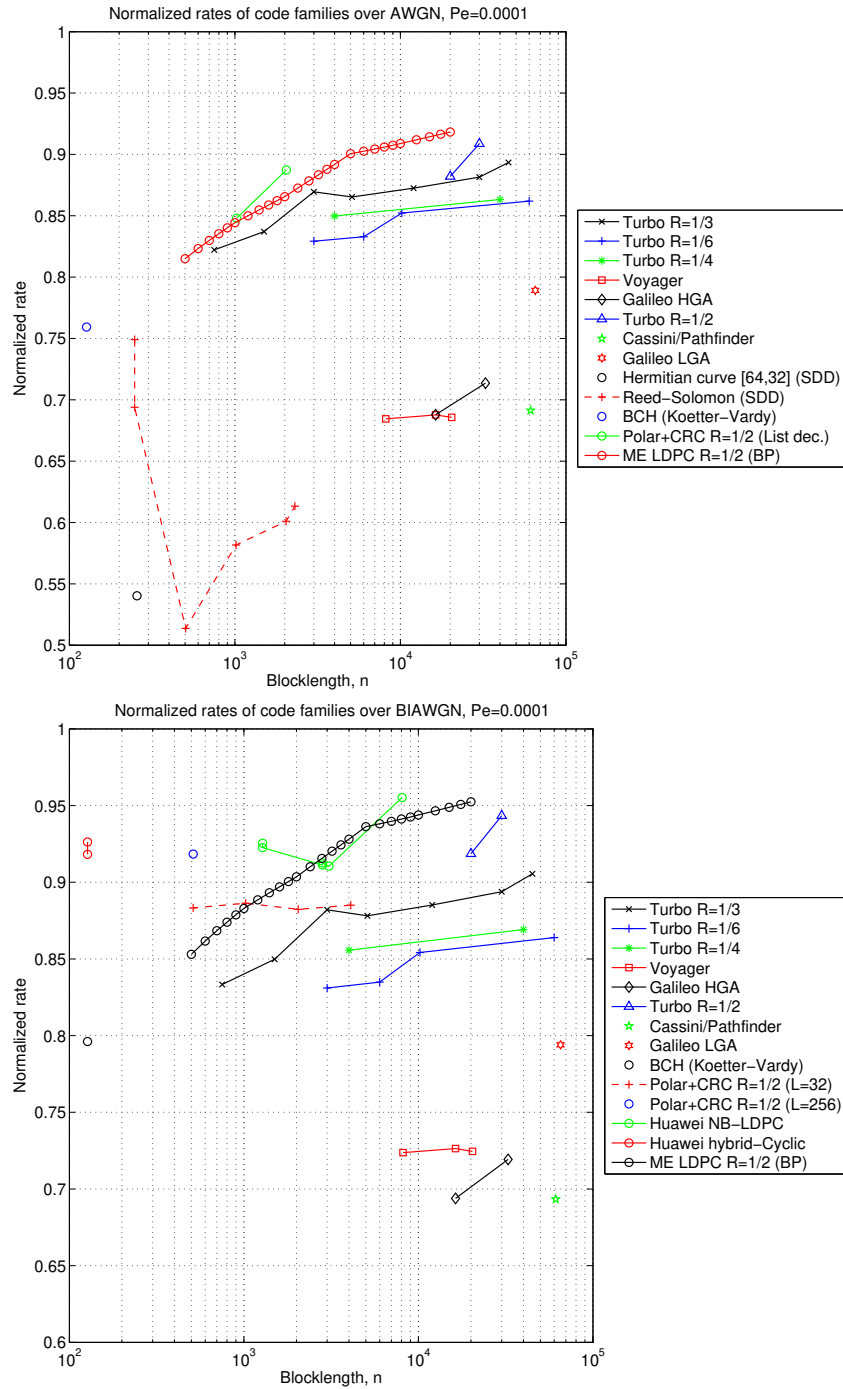 Normalized rates of code families over AWGN, Pe=0.0001
1
0.95
0.9
0.85
0.8
0.75
0.7
0.65
0.6
0.55
0.5
Normalized rate
10^2
10^3
10^4
10^5
Blocklength, n
Turbo R=1/3
Turbo R=1/6
Turbo R=1/4
Voyager
Galileo HGA
Turbo R=1/2
Cassini/Pathfinder
Galileo LGA
Hermitian curve [64,32] (SDD)
Reed−Solomon (SDD)
BCH (Koetter−Vardy)
Polar+CRC R=1/2 (List dec.)
ME LDPC R=1/2 (BP)
Normalized rates of code families over BIAWGN, Pe=0.0001
1
0.95
0.9
0.85
0.8
0.75
0.7
0.65
0.6
Normalized rate
10^2
10^3
10^4
10^5
Blocklength, n
Turbo R=1/3
Turbo R=1/6
Turbo R=1/4
Voyager
Galileo HGA
Turbo R=1/2
Cassini/Pathfinder
Galileo LGA
BCH (Koetter−Vardy)
Polar+CRC R=1/2 (L=32)
Polar+CRC R=1/2 (L=256)
Huawei NB−LDPC
Huawei hybrid−Cyclic
ME LDPC R=1/2 (BP)